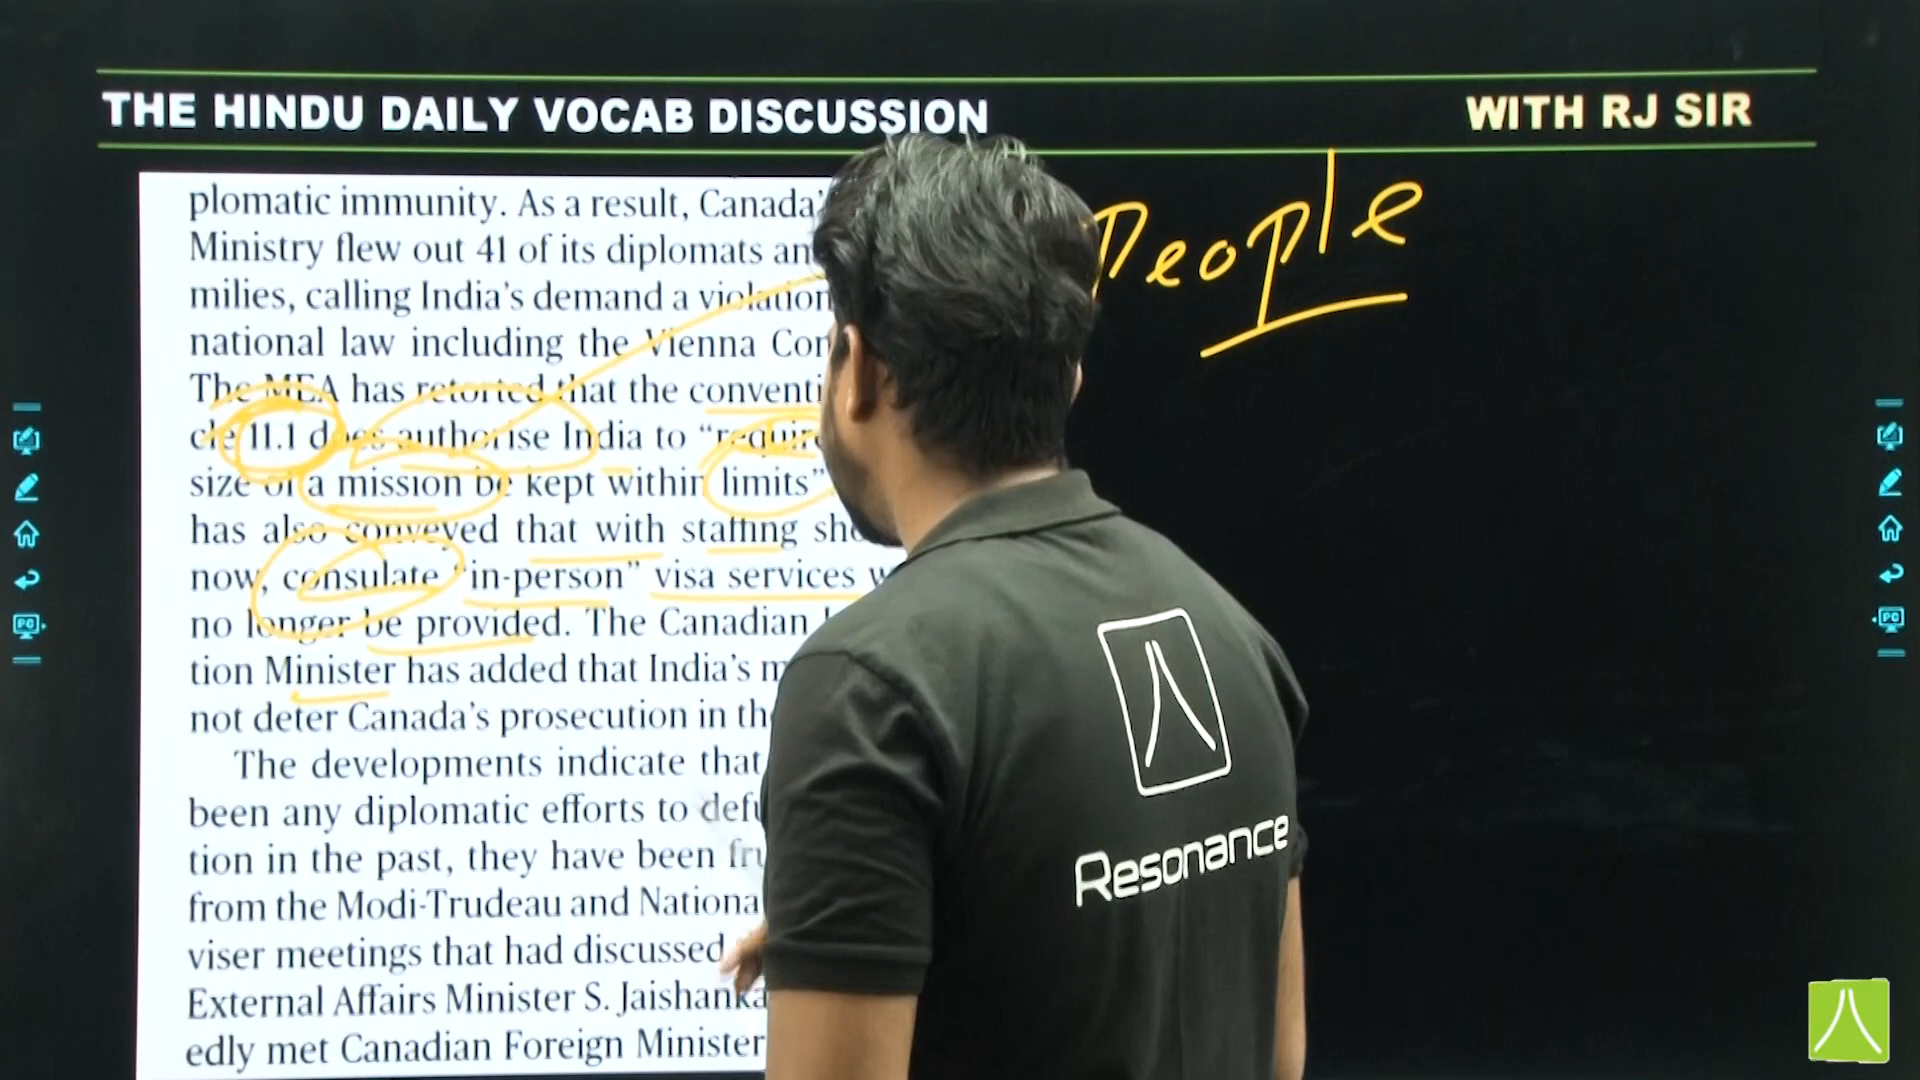 THE HINDU DAILY VOCAB DISCUSSION
WITH RJ SIR
People
plomatic immunity. As a result, Canada'
Ministry flew out 41 of its diplomats an
milies, calling India's demand a violation
national law including the Vienna Con
The MEA has retorted that the conventi
cle 11.1 does authorise India to "require
size of a mission be kept within limits"
has also conveyed that with staffing sho
now, consulate "in-person" visa services w
no longer be provided. The Canadian
tion Minister has added that India's m
not deter Canada's prosecution in the
The developments indicate that
been any diplomatic efforts to defu
tion in the past, they have been fru
from the Modi-Trudeau and Nationa
viser meetings that had discussed
External Affairs Minister S. Jaishanka
edly met Canadian Foreign Minister
Resonance
PC
PC